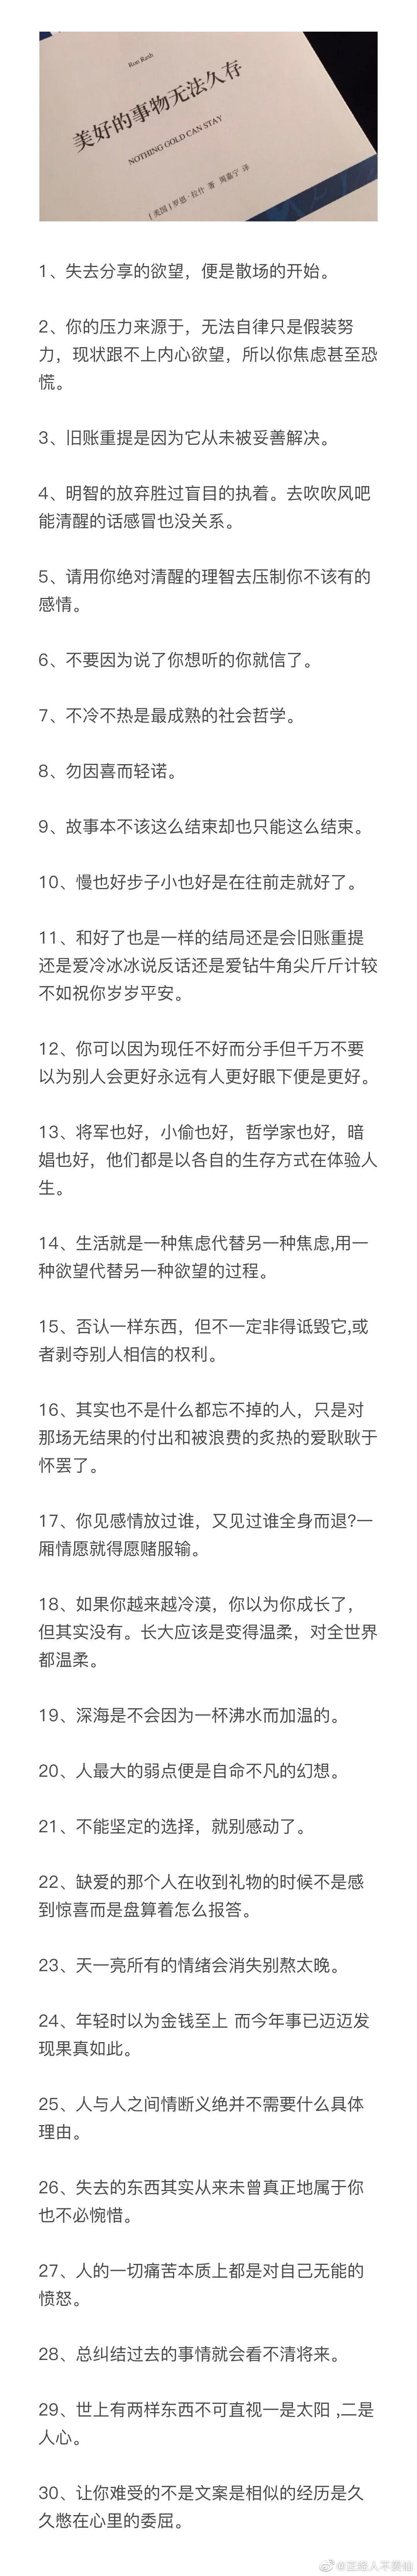 Ron Rash
美好的事物无法久存
NOTHING GOLD CAN STAY
[美国]罗恩·拉什 著 周嘉宁 译
1、失去分享的欲望，便是散场的开始。
2、你的压力来源于，无法自律只是假装努
力，现状跟不上内心欲望，所以你焦虑甚至恐
慌。
3、旧账重提是因为它从未被妥善解决。
4、明智的放弃胜过盲目的执着。去吹吹风吧
能清醒的话感冒也没关系。
5、请用你绝对清醒的理智去压制你不该有的
感情。
6、不要因为说了你想听的你就信了。
7、不冷不热是最成熟的社会哲学。
8、勿因喜而轻诺。
9、故事本不该这么结束却也只能这么结束。
10、慢也好步子小也好是在往前走就好了。
11、和好了也是一样的结局还是会旧账重提
还是爱冷冰冰说反话还是爱钻牛角尖斤斤计较
不如祝你岁岁平安。
12、你可以因为现任不好而分手但千万不要
以为别人会更好永远有人更好眼下便是更好。
13、将军也好，小偷也好，哲学家也好，暗
娼也好，他们都是以各自的生存方式在体验人
生。
14、生活就是一种焦虑代替另一种焦虑,用一
种欲望代替另一种欲望的过程。
15、否认一样东西，但不一定非得诋毁它,或
者剥夺别人相信的权利。
16、其实也不是什么都忘不掉的人，只是对
那场无结果的付出和被浪费的炙热的爱耿耿于
怀罢了。
17、你见感情放过谁，又见过谁全身而退?一
厢情愿就得愿赌服输。
18、如果你越来越冷漠，你以为你成长了，
但其实没有。长大应该是变得温柔，对全世界
都温柔。
19、深海是不会因为一杯沸水而加温的。
20、人最大的弱点便是自命不凡的幻想。
21、不能坚定的选择，就别感动了。
22、缺爱的那个人在收到礼物的时候不是感
到惊喜而是盘算着怎么报答。
23、天一亮所有的情绪会消失别熬太晚。
24、年轻时以为金钱至上 而今年事已迈迈发
现果真如此。
25、人与人之间情断义绝并不需要什么具体
理由。
26、失去的东西其实从来未曾真正地属于你
也不必惋惜。
27、人的一切痛苦本质上都是对自己无能的
愤怒。
28、总纠结过去的事情就会看不清将来。
29、世上有两样东西不可直视一是太阳 ,二是
人心。
30、让你难受的不是文案是相似的经历是久
久憋在心里的委屈。
@正经人不羡仙